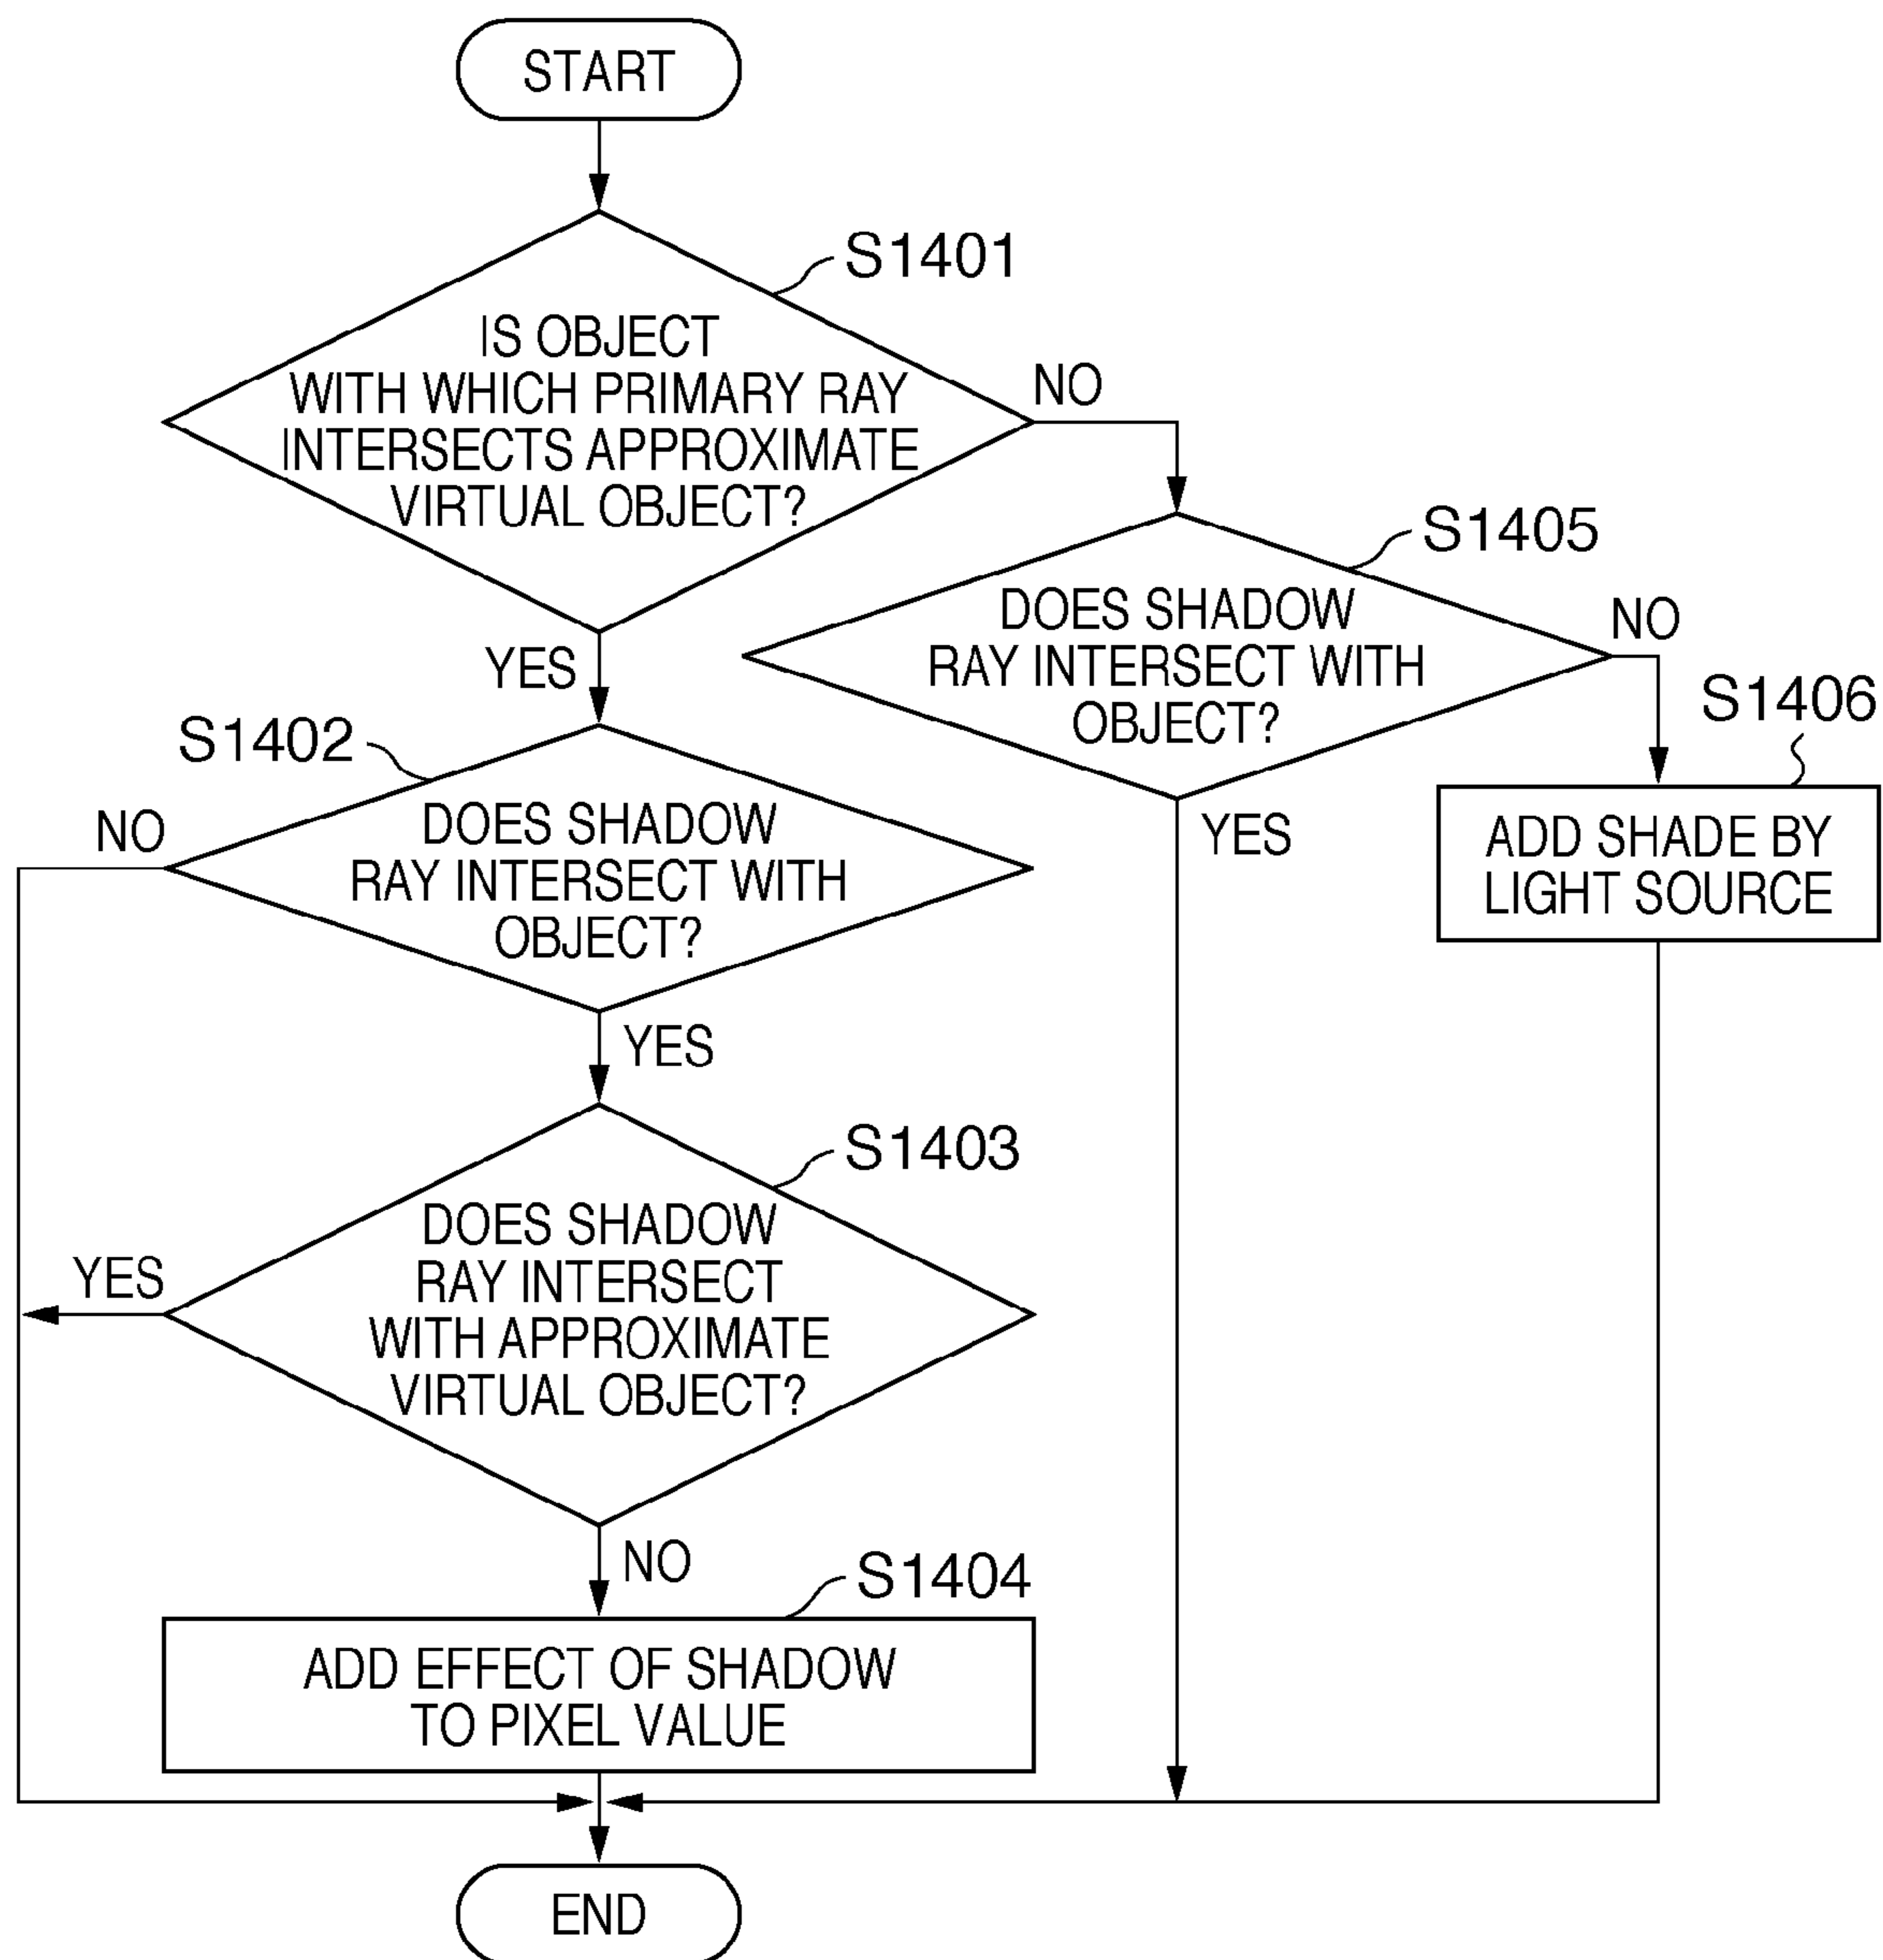 START
S1401
IS OBJECT
WITH WHICH PRIMARY RAY
INTERSECTS APPROXIMATE
VIRTUAL OBJECT?
NO
YES
S1405
DOES SHADOW
RAY INTERSECT WITH
OBJECT?
NO
YES
S1406
ADD SHADE BY
LIGHT SOURCE
S1402
DOES SHADOW
RAY INTERSECT WITH
OBJECT?
NO
YES
S1403
DOES SHADOW
RAY INTERSECT
WITH APPROXIMATE
VIRTUAL OBJECT?
YES
NO
S1404
ADD EFFECT OF SHADOW
TO PIXEL VALUE
END